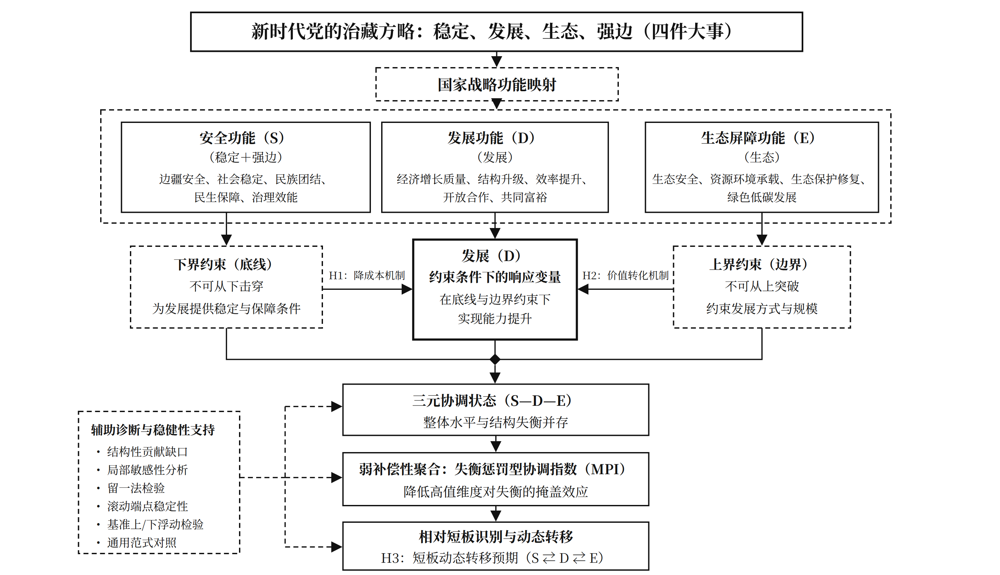 新时代党的治藏方略：稳定、发展、生态、强边（四件大事）
国家战略功能映射
安全功能（S）
（稳定＋强边）
边疆安全、社会稳定、民族团结、
民生保障、治理效能
发展功能（D）
（发展）
经济增长质量、结构升级、效率提升、
开放合作、共同富裕
生态屏障功能（E）
（生态）
生态安全、资源环境承载、生态保护修复、
绿色低碳发展
下界约束（底线）
不可从下击穿
为发展提供稳定与保障条件
H1：降成本机制
发展（D）
约束条件下的响应变量
在底线与边界约束下
实现能力提升
H2：价值转化机制
上界约束（边界）
不可从上突破
约束发展方式与规模
三元协调状态（S—D—E）
整体水平与结构失衡并存
辅助诊断与稳健性支持
• 结构性贡献缺口
• 局部敏感性分析
• 留一法检验
• 滚动端点稳定性
• 基准上/下浮动检验
• 通用范式对照
弱补偿性聚合：失衡惩罚型协调指数（MPI）
降低高值维度对失衡的掩盖效应
相对短板识别与动态转移
H3：短板动态转移预期（S ⇄ D ⇄ E）